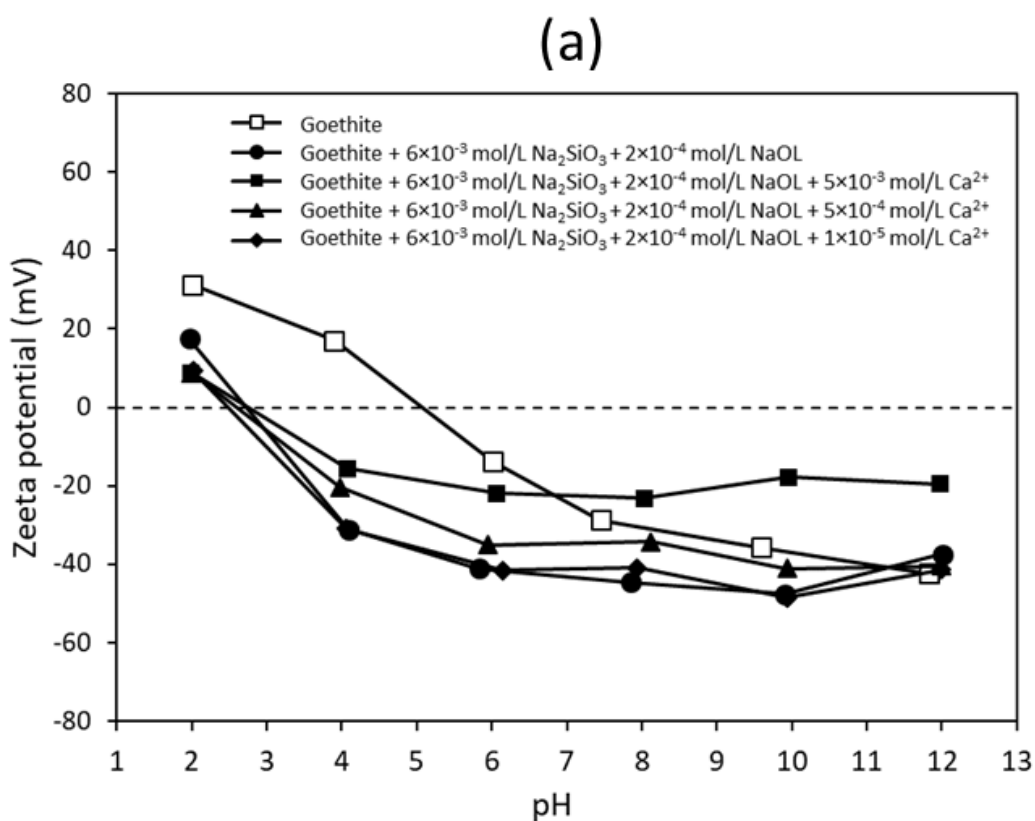 (a)
80
60
40
20
0
-20
-40
-60
-80
Zeeta potential (mV)
Goethite
Goethite + 6×10⁻³ mol/L Na₂SiO₃ + 2×10⁻⁴ mol/L NaOL
Goethite + 6×10⁻³ mol/L Na₂SiO₃ + 2×10⁻⁴ mol/L NaOL + 5×10⁻³ mol/L Ca²⁺
Goethite + 6×10⁻³ mol/L Na₂SiO₃ + 2×10⁻⁴ mol/L NaOL + 5×10⁻⁴ mol/L Ca²⁺
Goethite + 6×10⁻³ mol/L Na₂SiO₃ + 2×10⁻⁴ mol/L NaOL + 1×10⁻⁵ mol/L Ca²⁺
1 2 3 4 5 6 7 8 9 10 11 12 13
pH